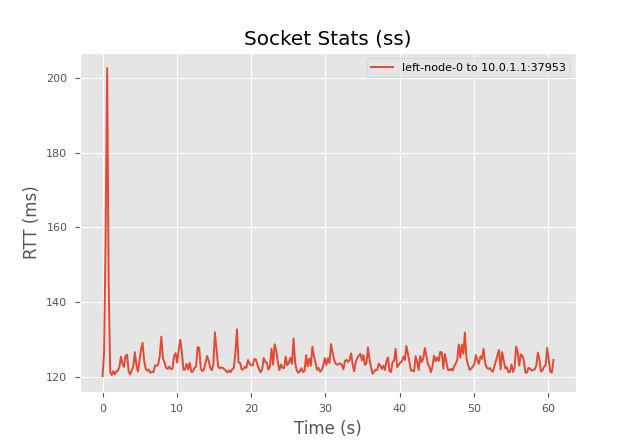 Socket Stats (ss)
left-node-0 to 10.0.1.1:37953
RTT (ms)
200
180
160
140
120
0 10 20 30 40 50 60
Time (s)